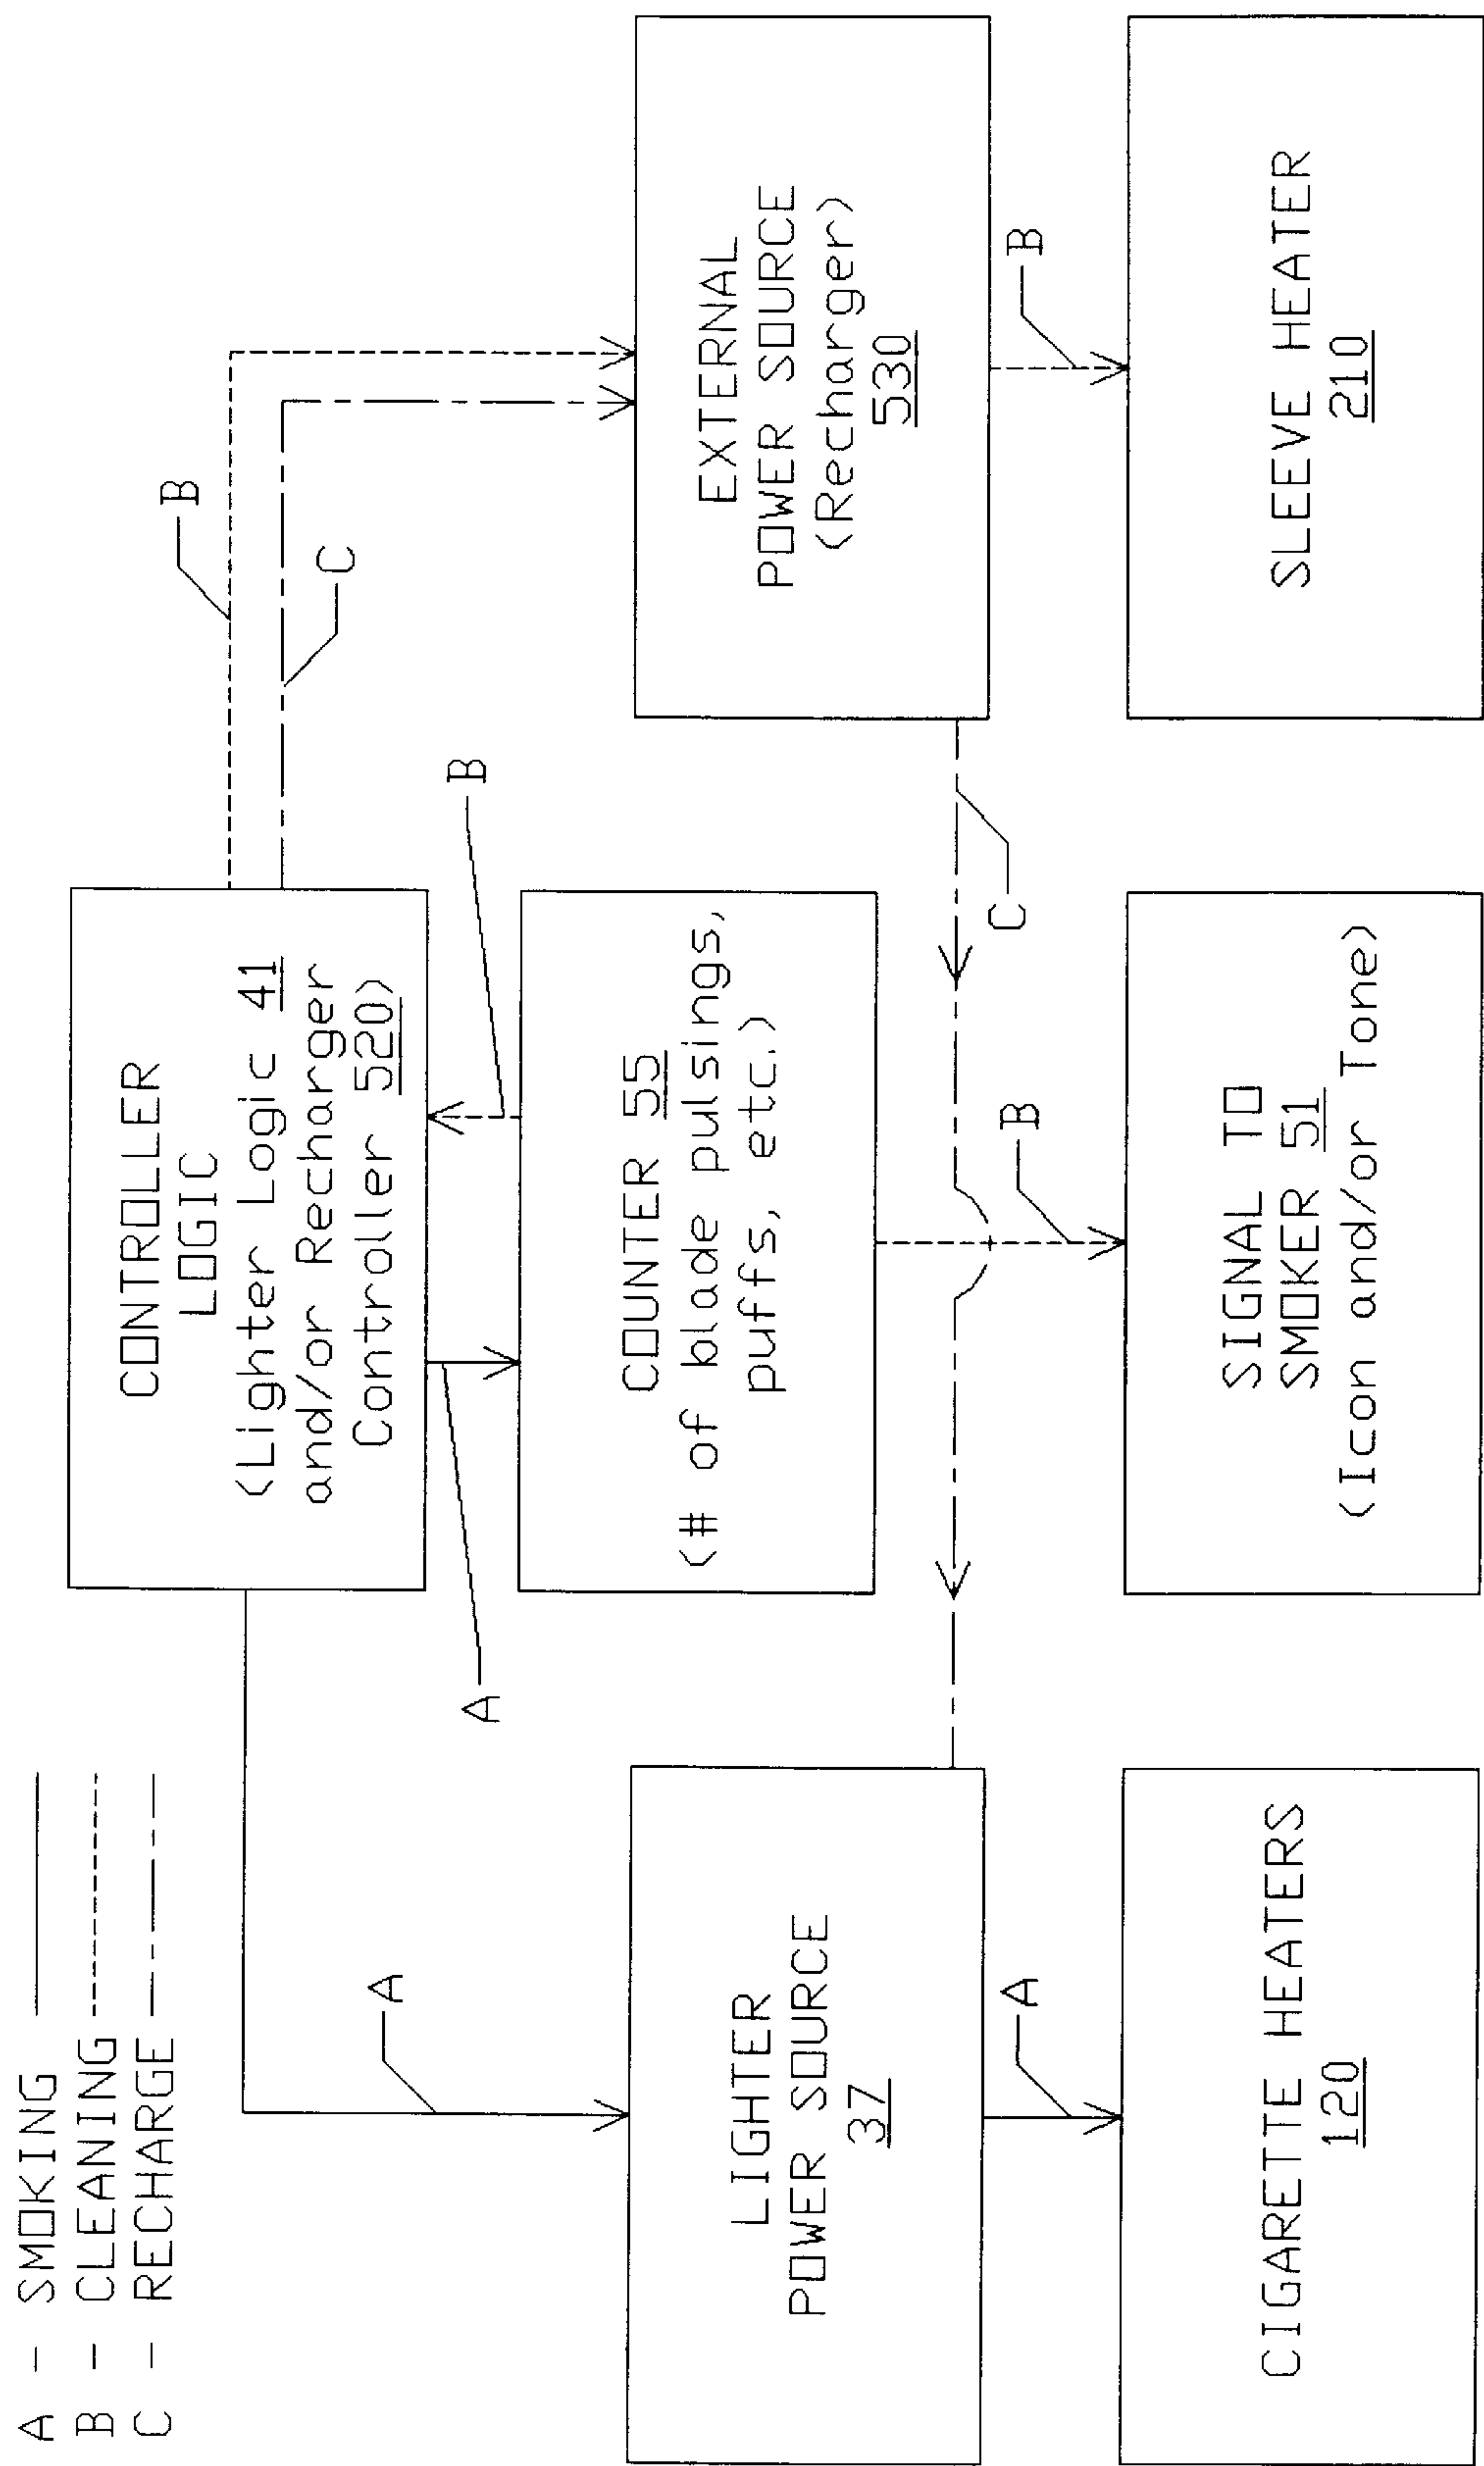 A - SMOKING
B - CLEANING
C - RECHARGE
CONTROLLER
LOGIC
(Lighter Logic 41
and/or Recharger
Controller 520)
B
C
A
A
B
COUNTER 55
(# of blade pulsings,
puffs, etc.)
LIGHTER
POWER SOURCE
37
EXTERNAL
POWER SOURCE
(Recharger)
530
C
A
B
B
CIGARETTE HEATERS
120
SIGNAL TO
SMOKER 51
(Icon and/or Tone)
SLEEVE HEATER
210